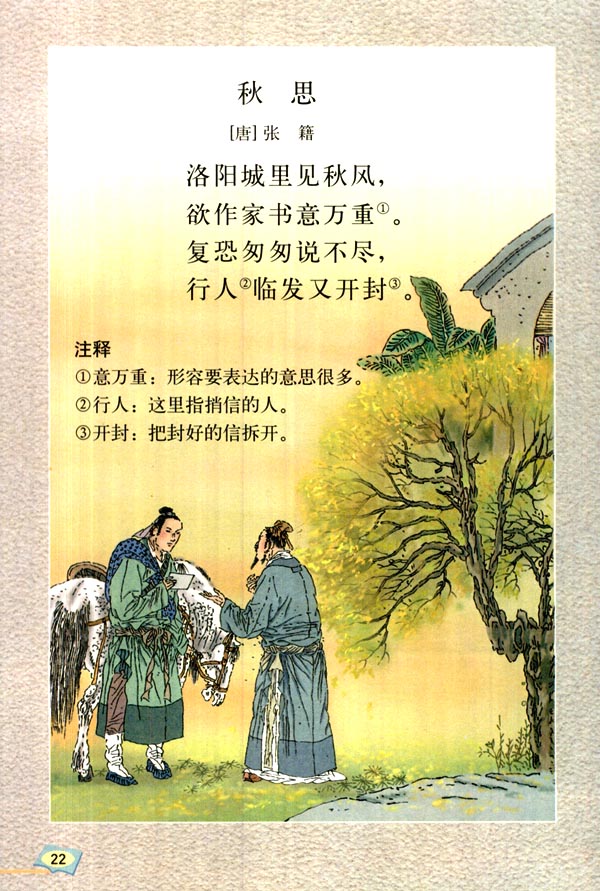 秋 思
[唐]张 籍
洛阳城里见秋风，
欲作家书意万重①。
复恐匆匆说不尽，
行人②临发又开封③。
注释
①意万重：形容要表达的意思很多。
②行人：这里指捎信的人。
③开封：把封好的信拆开。
22